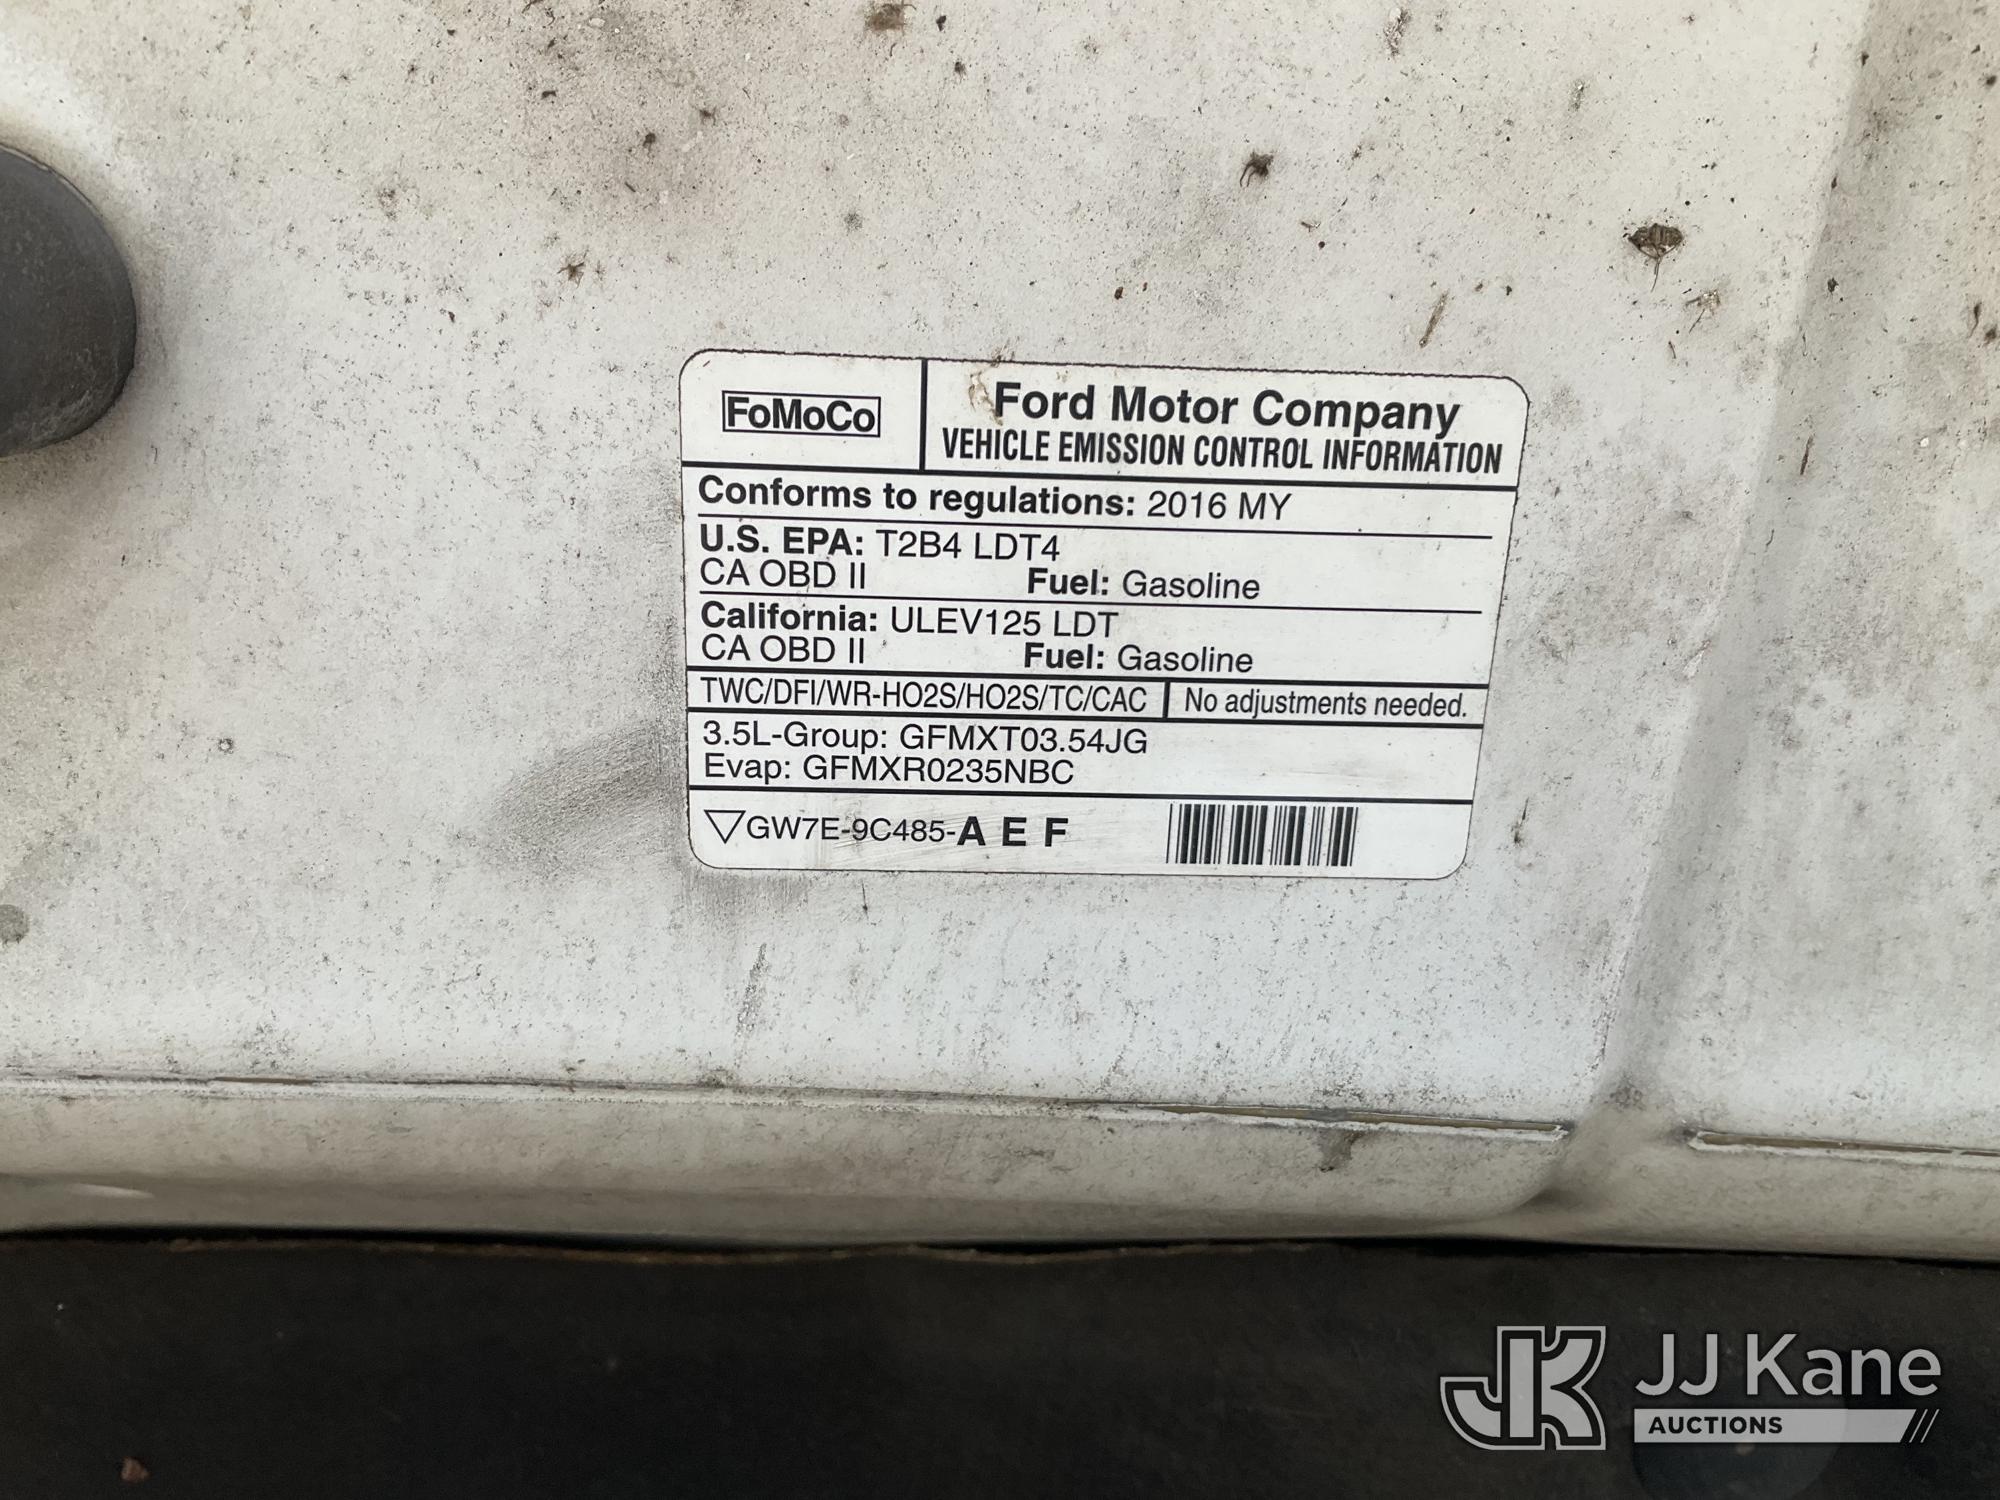 FoMoCo
Ford Motor Company
VEHICLE EMISSION CONTROL INFORMATION
Conforms to regulations: 2016 MY
U.S. EPA: T2B4 LDT4
CA OBD II Fuel: Gasoline
California: ULEV125 LDT
CA OBD II Fuel: Gasoline
TWC/DFI/WR-HO2S/HO2S/TC/CAC No adjustments needed.
3.5L-Group: GFMXT03.54JG
Evap: GFMXR0235NBC
GW7E-9C485-A E F
JK JJ Kane
AUCTIONS